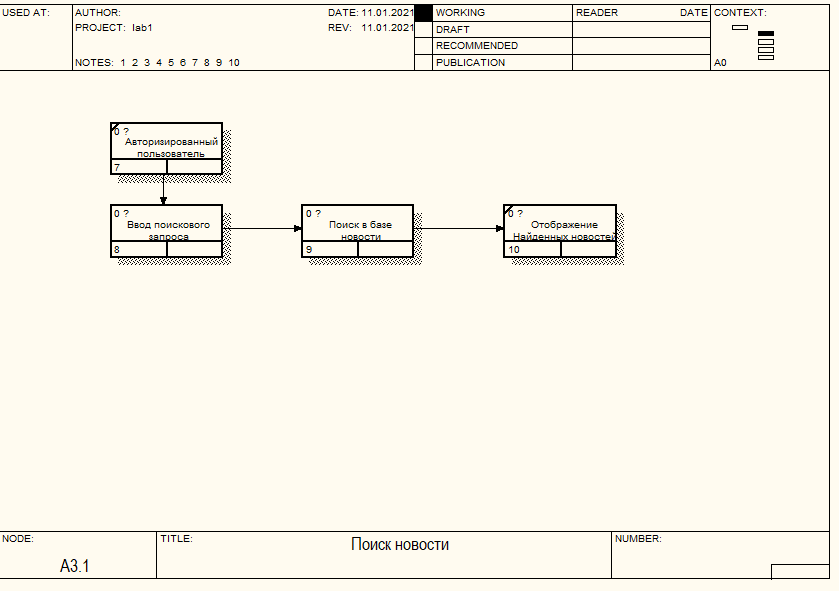 USED AT:
AUTHOR:
DATE: 11.01.2021
WORKING
READER
DATE
CONTEXT:
PROJECT: lab1
REV: 11.01.2021
DRAFT
RECOMMENDED
NOTES: 1 2 3 4 5 6 7 8 9 10
PUBLICATION
A0
0 ?
Авторизированный
пользователь
7
0 ?
Ввод поискового
запроса
8
0 ?
Поиск в базе
новости
9
0 ?
Отображение
Найденных новостей
10
NODE:
A3.1
TITLE:
Поиск новости
NUMBER: